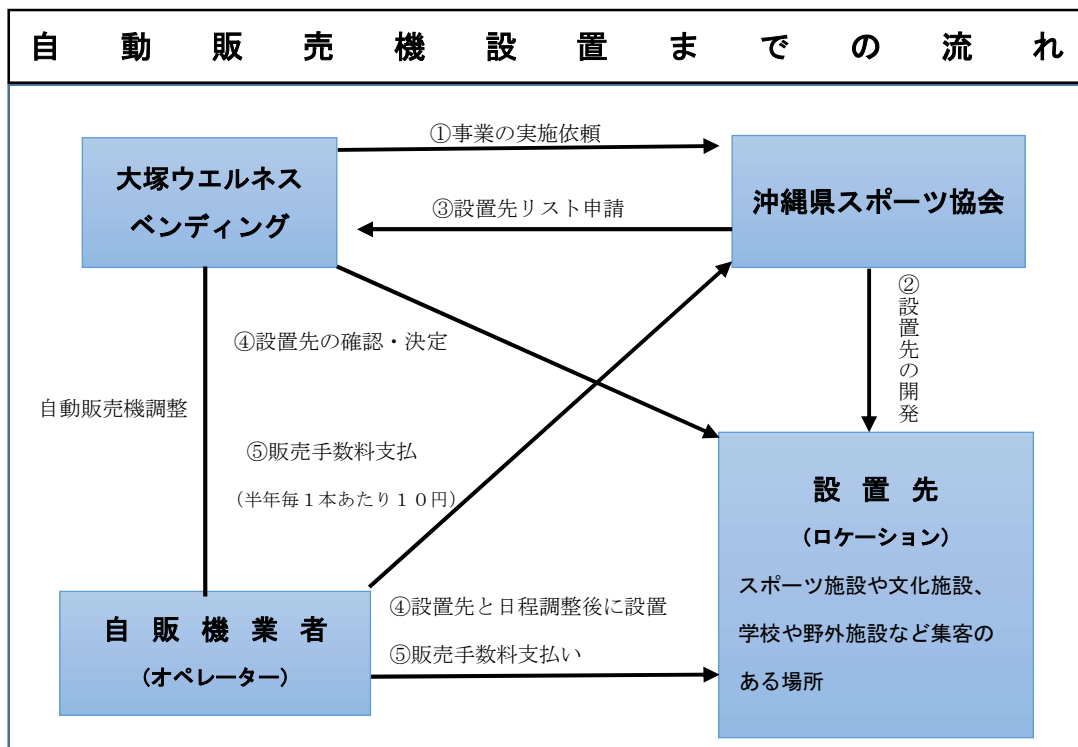 自動販売機設置までの流れ
①事業の実施依頼
大塚ウエルネス
ベンディング
沖縄県スポーツ協会
③設置先リスト申請
②設置先の開発
④設置先の確認・決定
自動販売機調整
⑤販売手数料支払
（半年毎１本あたり１０円）
設置先
（ロケーション）
スポーツ施設や文化施設、
学校や野外施設など集客の
ある場所
自販機業者
（オペレーター）
④設置先と日程調整後に設置
⑤販売手数料支払い